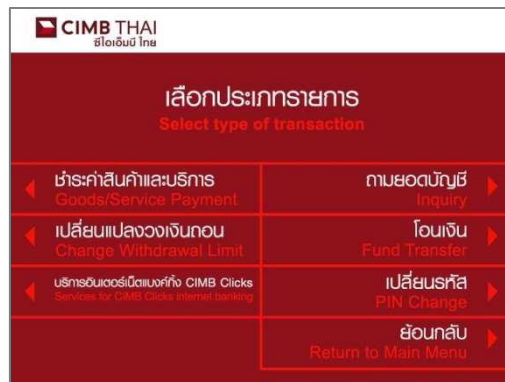 CIMB THAI
ซีไอเอ็มบี ไทย
เลือกประเภทรายการ
Select type of transaction
ชำระค่าสินค้าและบริการ
Goods/Service Payment
ถามยอดบัญชี
Inquiry
เปลี่ยนแปลงวงเงินถอน
Change Withdrawal Limit
โอนเงิน
Fund Transfer
บริการอินเตอร์เน็ตแบงค์กิ้ง CIMB Clicks
Services for CIMB Clicks internet banking
เปลี่ยนรหัส
PIN Change
ย้อนกลับ
Return to Main Menu